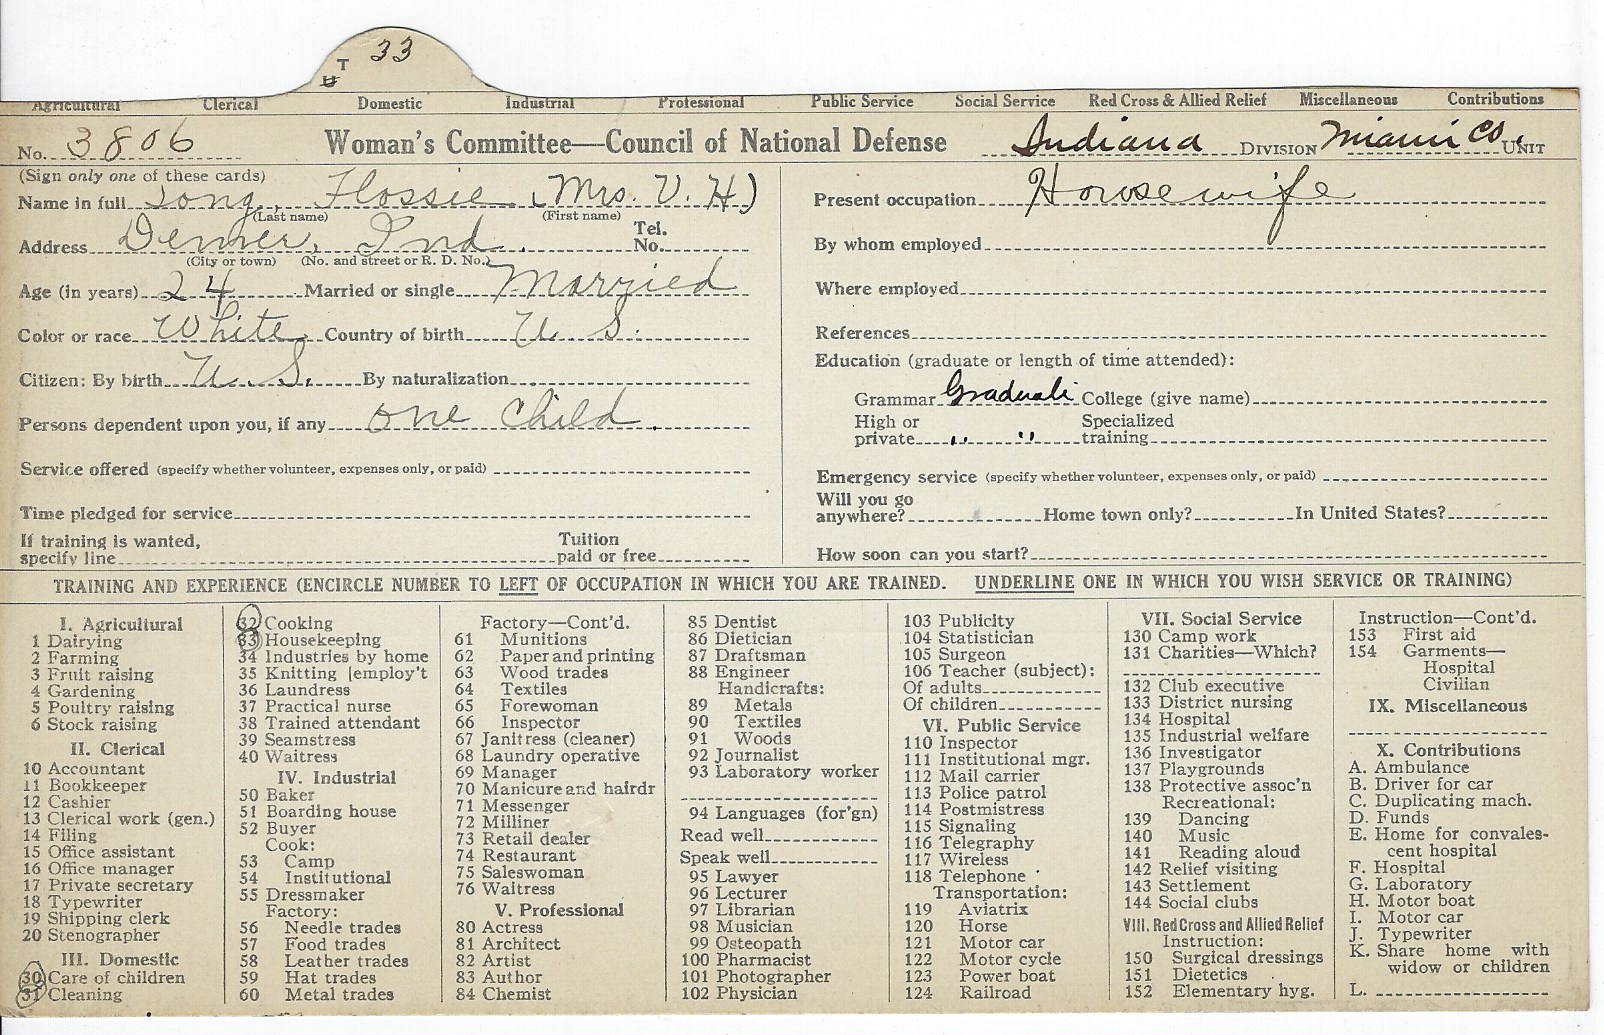 33
T
U
Agricultural Clerical Domestic Industrial Professional Public Service Social Service Red Cross & Allied Relief Miscellaneous Contributions
No. 3806 Woman's Committee—Council of National Defense Indiana DIVISION Miami Co. UNIT
(Sign only one of these cards)
Name in full Long, Flossie (Mrs. V. H)
(Last name) (First name)
Address Denver, Ind. Tel. No.
(City or town) (No. and street or R. D. No.)
Age (in years) 24 Married or single Married
Color or race White Country of birth U. S.
Citizen: By birth U. S. By naturalization
Persons dependent upon you, if any one child.
Service offered (specify whether volunteer, expenses only, or paid)
Time pledged for service
If training is wanted, specify line Tuition paid or free
Present occupation Housewife
By whom employed
Where employed
References
Education (graduate or length of time attended):
Grammar Graduate College (give name)
High or private " " Specialized training
Emergency service (specify whether volunteer, expenses only, or paid)
Will you go anywhere? Home town only? In United States?
How soon can you start?
TRAINING AND EXPERIENCE (ENCIRCLE NUMBER TO LEFT OF OCCUPATION IN WHICH YOU ARE TRAINED. UNDERLINE ONE IN WHICH YOU WISH SERVICE OR TRAINING)
I. Agricultural
1 Dairying
2 Farming
3 Fruit raising
4 Gardening
5 Poultry raising
6 Stock raising
II. Clerical
10 Accountant
11 Bookkeeper
12 Cashier
13 Clerical work (gen.)
14 Filing
15 Office assistant
16 Office manager
17 Private secretary
18 Typewriter
19 Shipping clerk
20 Stenographer
III. Domestic
30 Care of children
31 Cleaning
32 Cooking
33 Housekeeping
34 Industries by home
35 Knitting [employ't
36 Laundress
37 Practical nurse
38 Trained attendant
39 Seamstress
40 Waitress
IV. Industrial
50 Baker
51 Boarding house
52 Buyer
Cook:
53 Camp
54 Institutional
55 Dressmaker
Factory:
56 Needle trades
57 Food trades
58 Leather trades
59 Hat trades
60 Metal trades
Factory—Cont'd.
61 Munitions
62 Paper and printing
63 Wood trades
64 Textiles
65 Forewoman
66 Inspector
67 Janitress (cleaner)
68 Laundry operative
69 Manager
70 Manicure and hairdr
71 Messenger
72 Milliner
73 Retail dealer
74 Restaurant
75 Saleswoman
76 Waitress
V. Professional
80 Actress
81 Architect
82 Artist
83 Author
84 Chemist
85 Dentist
86 Dietician
87 Draftsman
88 Engineer
Handicrafts:
89 Metals
90 Textiles
91 Woods
92 Journalist
93 Laboratory worker
94 Languages (for'gn)
Read well
Speak well
95 Lawyer
96 Lecturer
97 Librarian
98 Musician
99 Osteopath
100 Pharmacist
101 Photographer
102 Physician
103 Publicity
104 Statistician
105 Surgeon
106 Teacher (subject):
Of adults
Of children
VI. Public Service
110 Inspector
111 Institutional mgr.
112 Mail carrier
113 Police patrol
114 Postmistress
115 Signaling
116 Telegraphy
117 Wireless
118 Telephone
Transportation:
119 Aviatrix
120 Horse
121 Motor car
122 Motor cycle
123 Power boat
124 Railroad
VII. Social Service
130 Camp work
131 Charities—Which?
132 Club executive
133 District nursing
134 Hospital
135 Industrial welfare
136 Investigator
137 Playgrounds
138 Protective assoc'n
Recreational:
139 Dancing
140 Music
141 Reading aloud
142 Relief visiting
143 Settlement
144 Social clubs
VIII. Red Cross and Allied Relief
Instruction:
150 Surgical dressings
151 Dietetics
152 Elementary hyg.
Instruction—Cont'd.
153 First aid
154 Garments—
Hospital
Civilian
IX. Miscellaneous
X. Contributions
A. Ambulance
B. Driver for car
C. Duplicating mach.
D. Funds
E. Home for convales-
cent hospital
F. Hospital
G. Laboratory
H. Motor boat
I. Motor car
J. Typewriter
K. Share home with
widow or children
L.